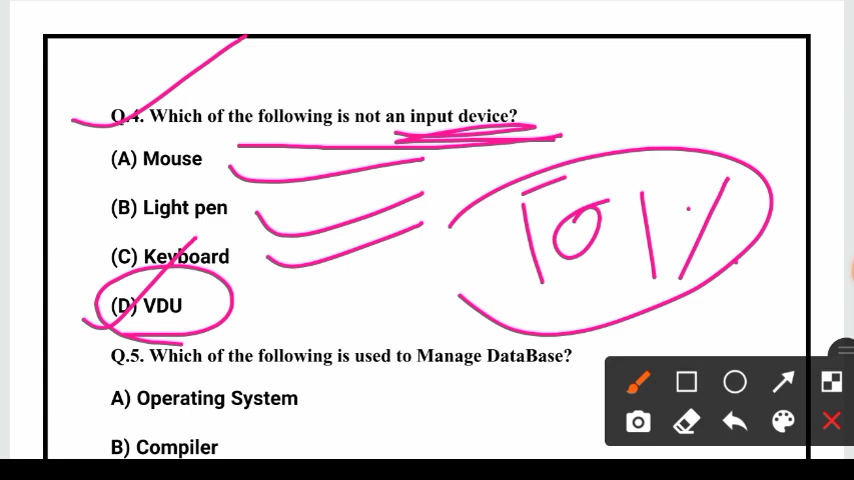 Q.4. Which of the following is not an input device?
(A) Mouse
(B) Light pen
(C) Keyboard
(D) VDU
Q.5. Which of the following is used to Manage DataBase?
A) Operating System
B) Compiler